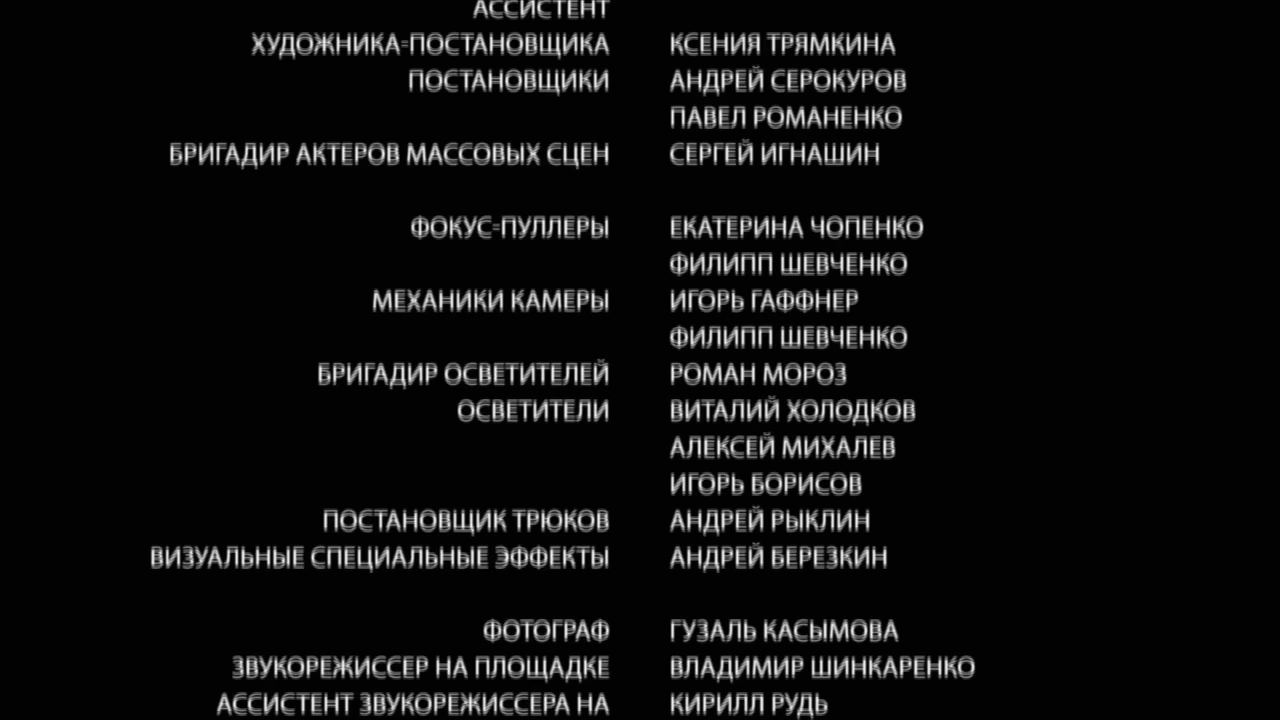 АССИСТЕНТ
ХУДОЖНИКА-ПОСТАНОВЩИКА КСЕНИЯ ТРЯМКИНА
ПОСТАНОВЩИКИ АНДРЕЙ СЕРОКУРОВ
ПАВЕЛ РОМАНЕНКО
БРИГАДИР АКТЕРОВ МАССОВЫХ СЦЕН СЕРГЕЙ ИГНАШИН
ФОКУС-ПУЛЛЕРЫ ЕКАТЕРИНА ЧОПЕНКО
ФИЛИПП ШЕВЧЕНКО
МЕХАНИКИ КАМЕРЫ ИГОРЬ ГАФФНЕР
ФИЛИПП ШЕВЧЕНКО
БРИГАДИР ОСВЕТИТЕЛЕЙ РОМАН МОРОЗ
ОСВЕТИТЕЛИ ВИТАЛИЙ ХОЛОДКОВ
АЛЕКСЕЙ МИХАЛЕВ
ИГОРЬ БОРИСОВ
ПОСТАНОВЩИК ТРЮКОВ АНДРЕЙ РЫКЛИН
ВИЗУАЛЬНЫЕ СПЕЦИАЛЬНЫЕ ЭФФЕКТЫ АНДРЕЙ БЕРЕЗКИН
ФОТОГРАФ ГУЗАЛЬ КАСЫМОВА
ЗВУКОРЕЖИССЕР НА ПЛОЩАДКЕ ВЛАДИМИР ШИНКАРЕНКО
АССИСТЕНТ ЗВУКОРЕЖИССЕРА НА КИРИЛЛ РУДЬ